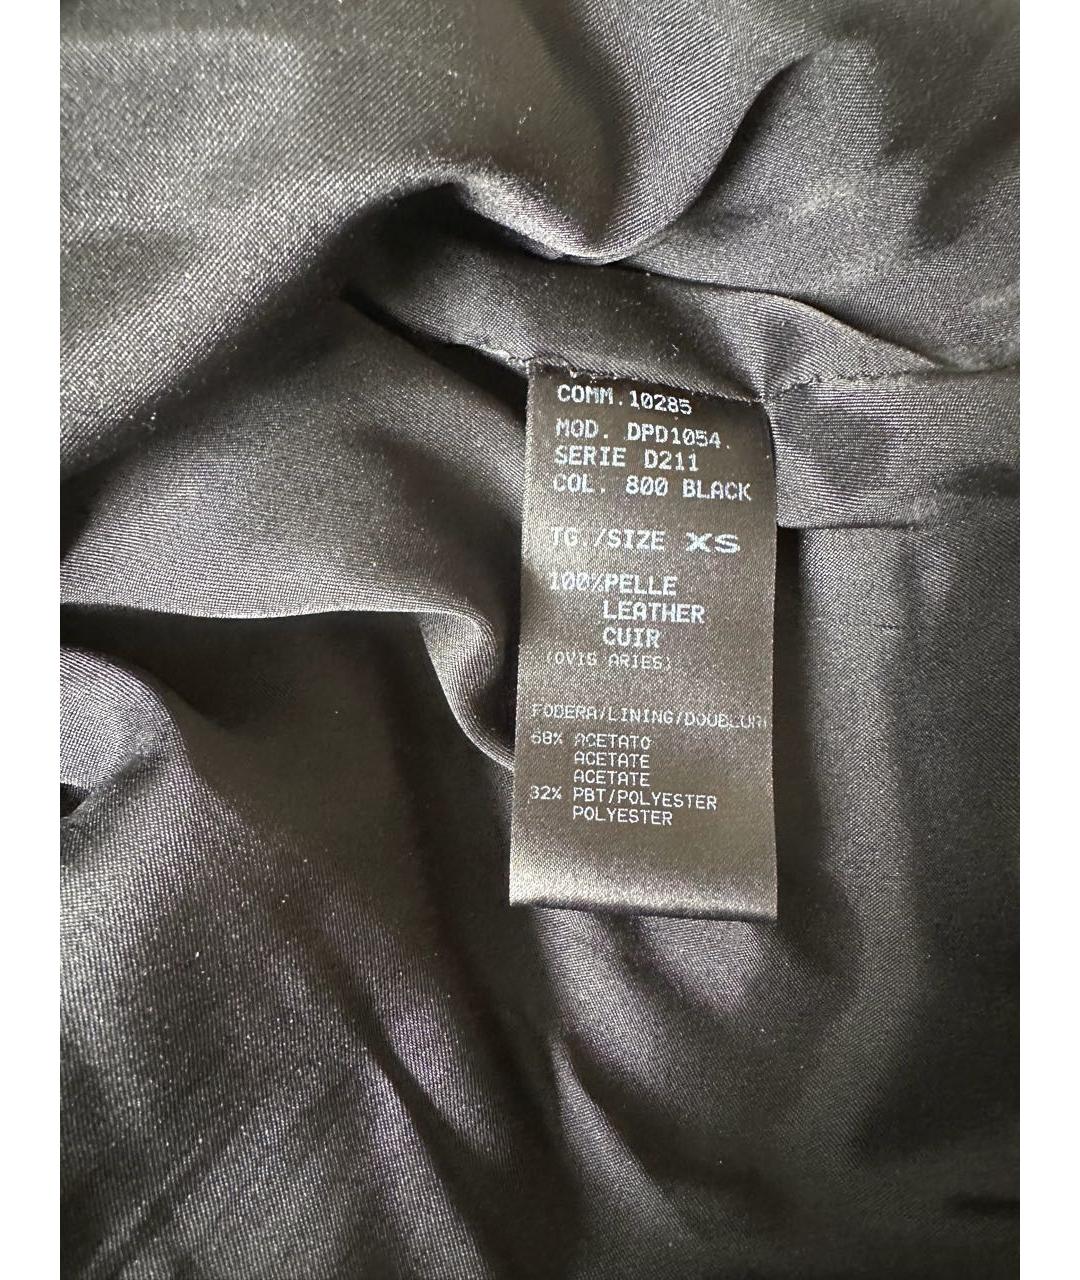 COMM.10285
MOD. DPD1054.
SERIE D211
COL. 800 BLACK
TG./SIZE XS
100%PELLE
LEATHER
CUIR
(OVIS ARIES)
FODERA/LINING/DOUBLUR
68% ACETATO
ACETATE
ACETATE
32% PBT/POLYESTER
POLYESTER